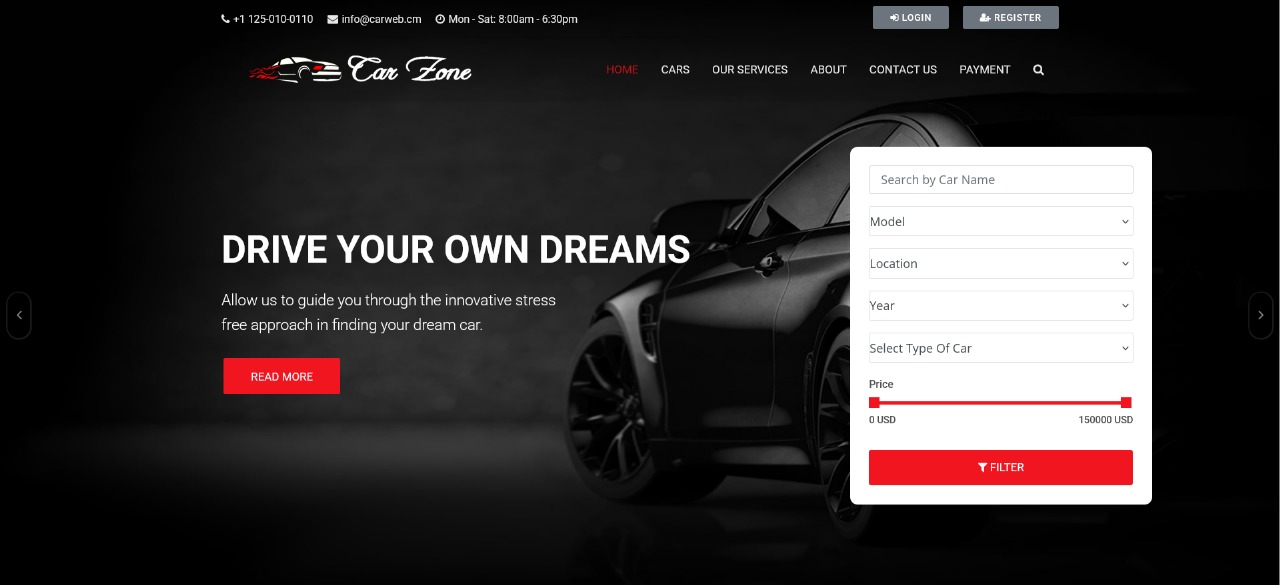 +1 125-010-0110 info@carweb.cm Mon - Sat: 8:00am - 6:30pm LOGIN REGISTER
Car Zone HOME CARS OUR SERVICES ABOUT CONTACT US PAYMENT
Search by Car Name
Model
DRIVE YOUR OWN DREAMS
Location
Allow us to guide you through the innovative stress
Year
free approach in finding your dream car.
Select Type Of Car
READ MORE
Price
0 USD 150000 USD
FILTER